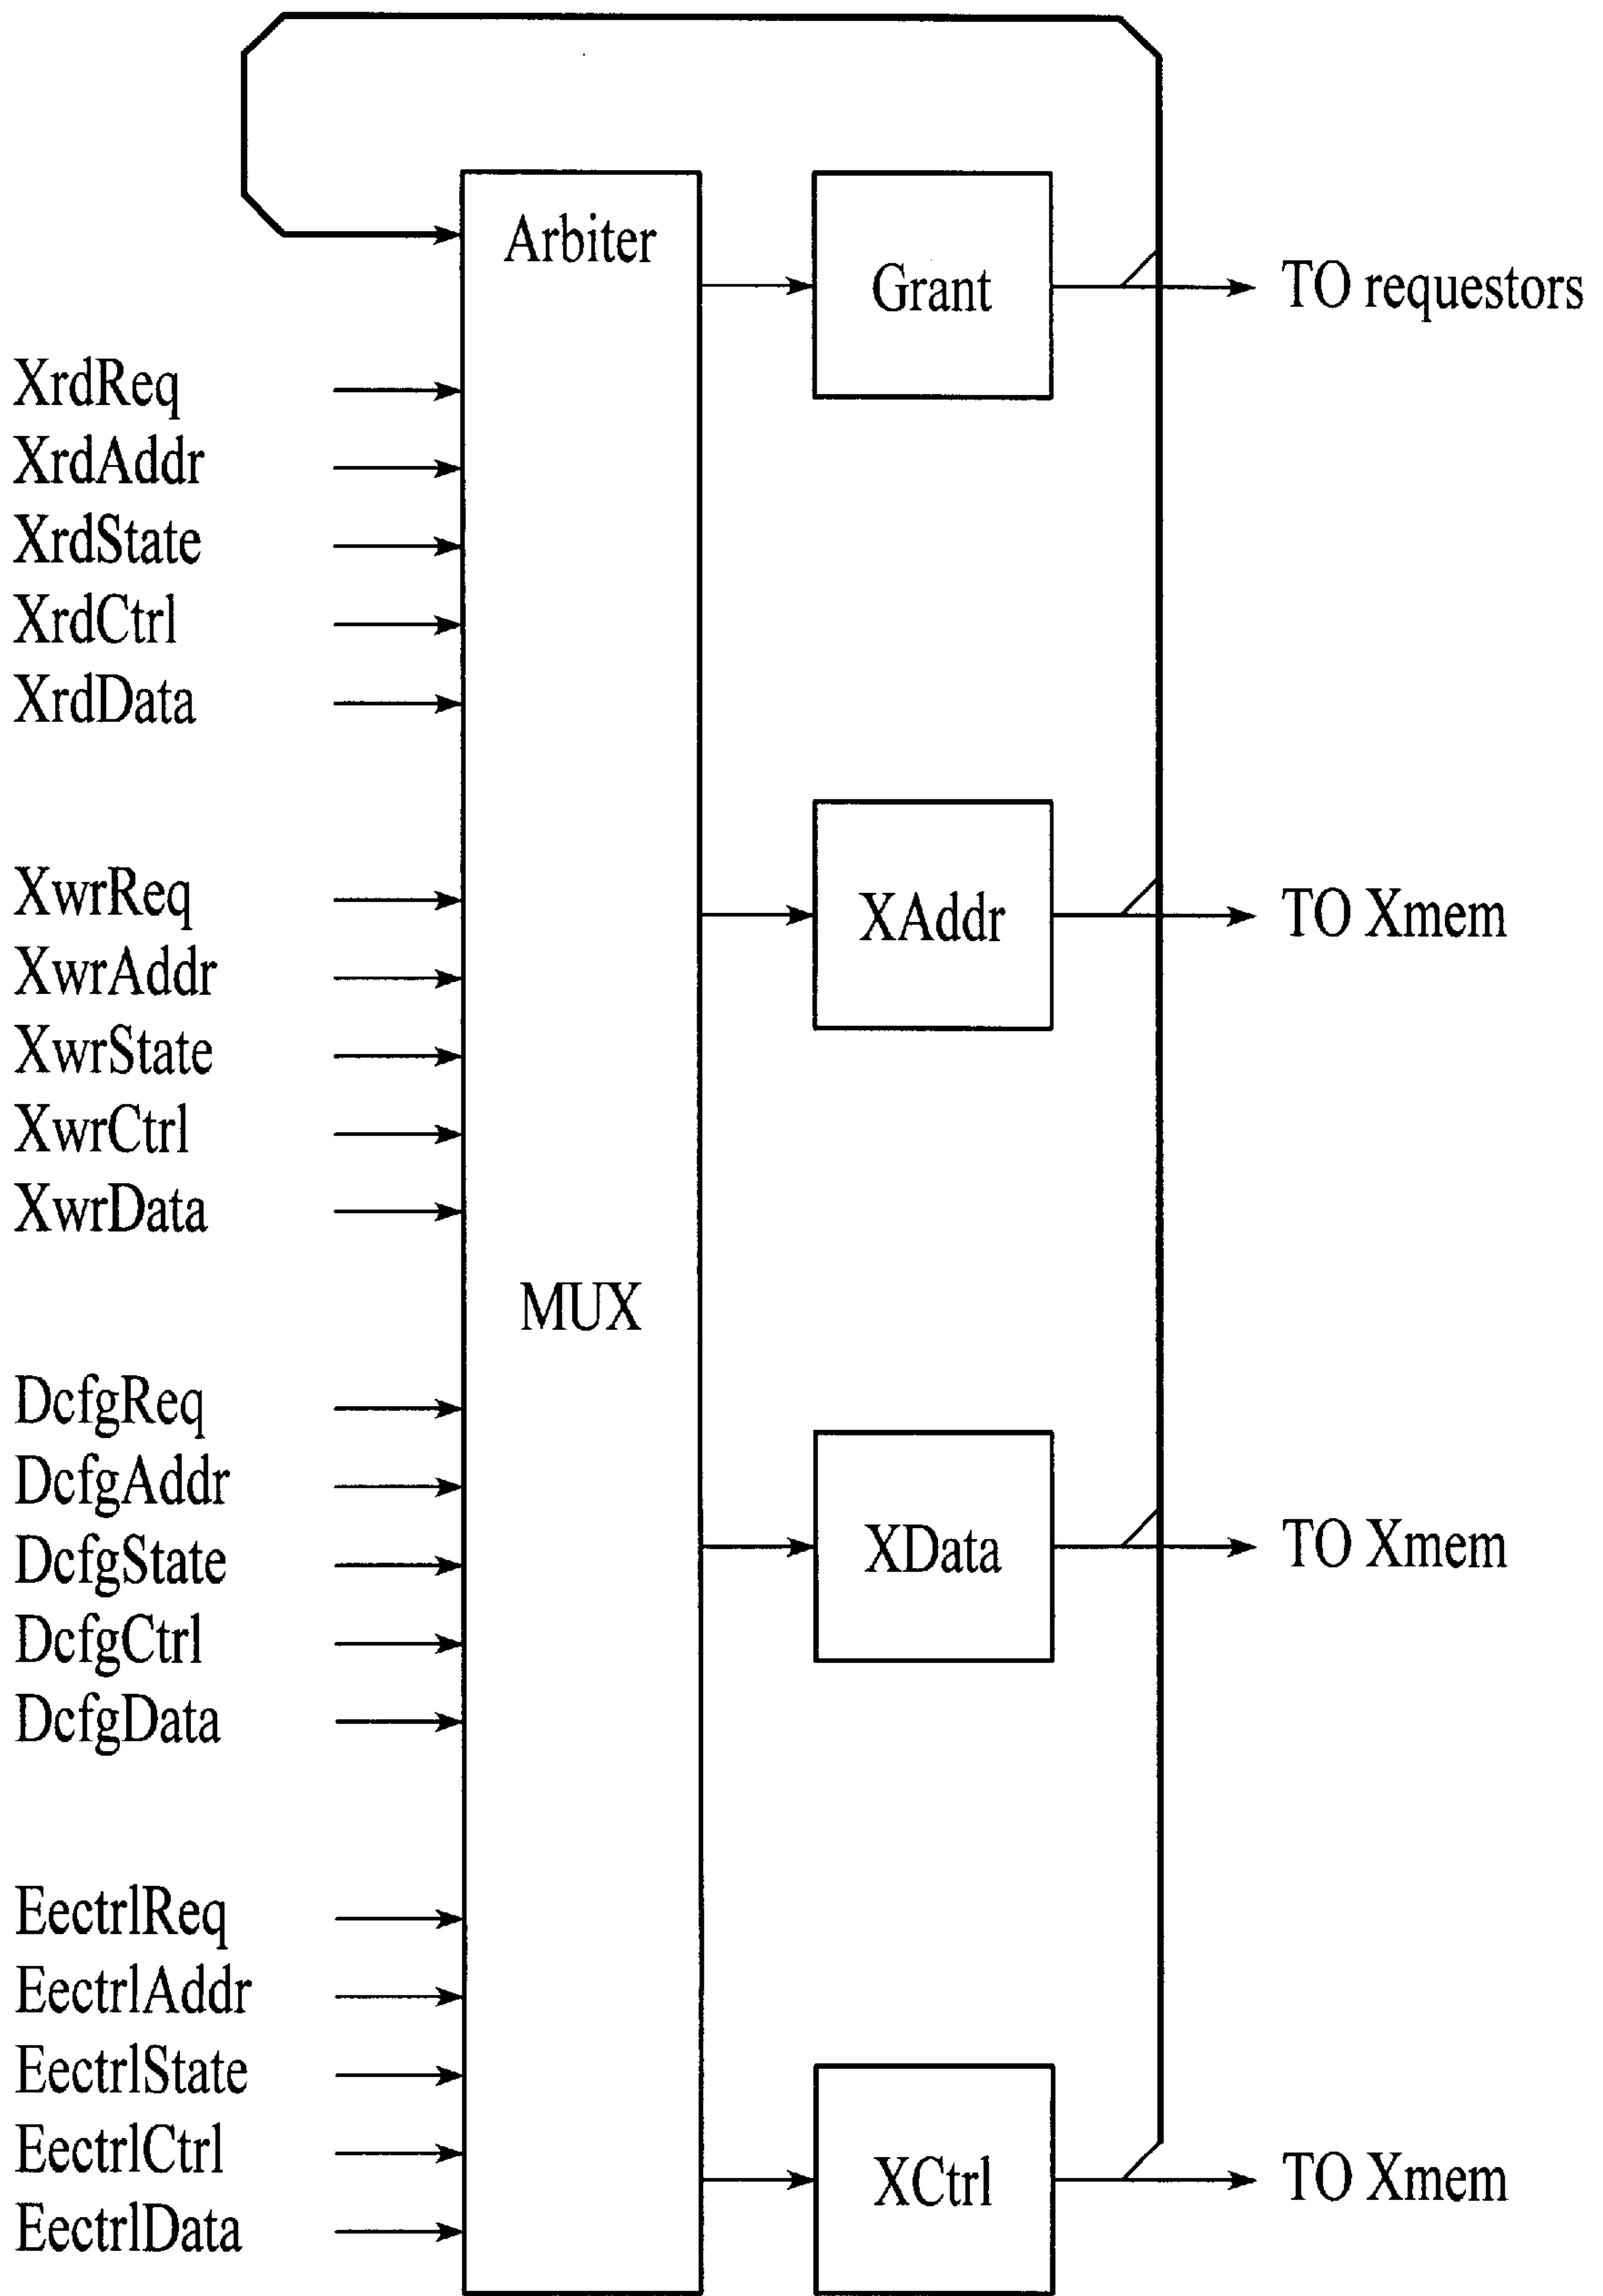 Arbiter
Grant
TO requestors
XrdReq
XrdAddr
XrdState
XrdCtrl
XrdData
XwrReq
XwrAddr
XwrState
XwrCtrl
XwrData
XAddr
TO Xmem
MUX
DcfgReq
DcfgAddr
DcfgState
DcfgCtrl
DcfgData
XData
TO Xmem
EectrlReq
EectrlAddr
EectrlState
EectrlCtrl
EectrlData
XCtrl
TO Xmem